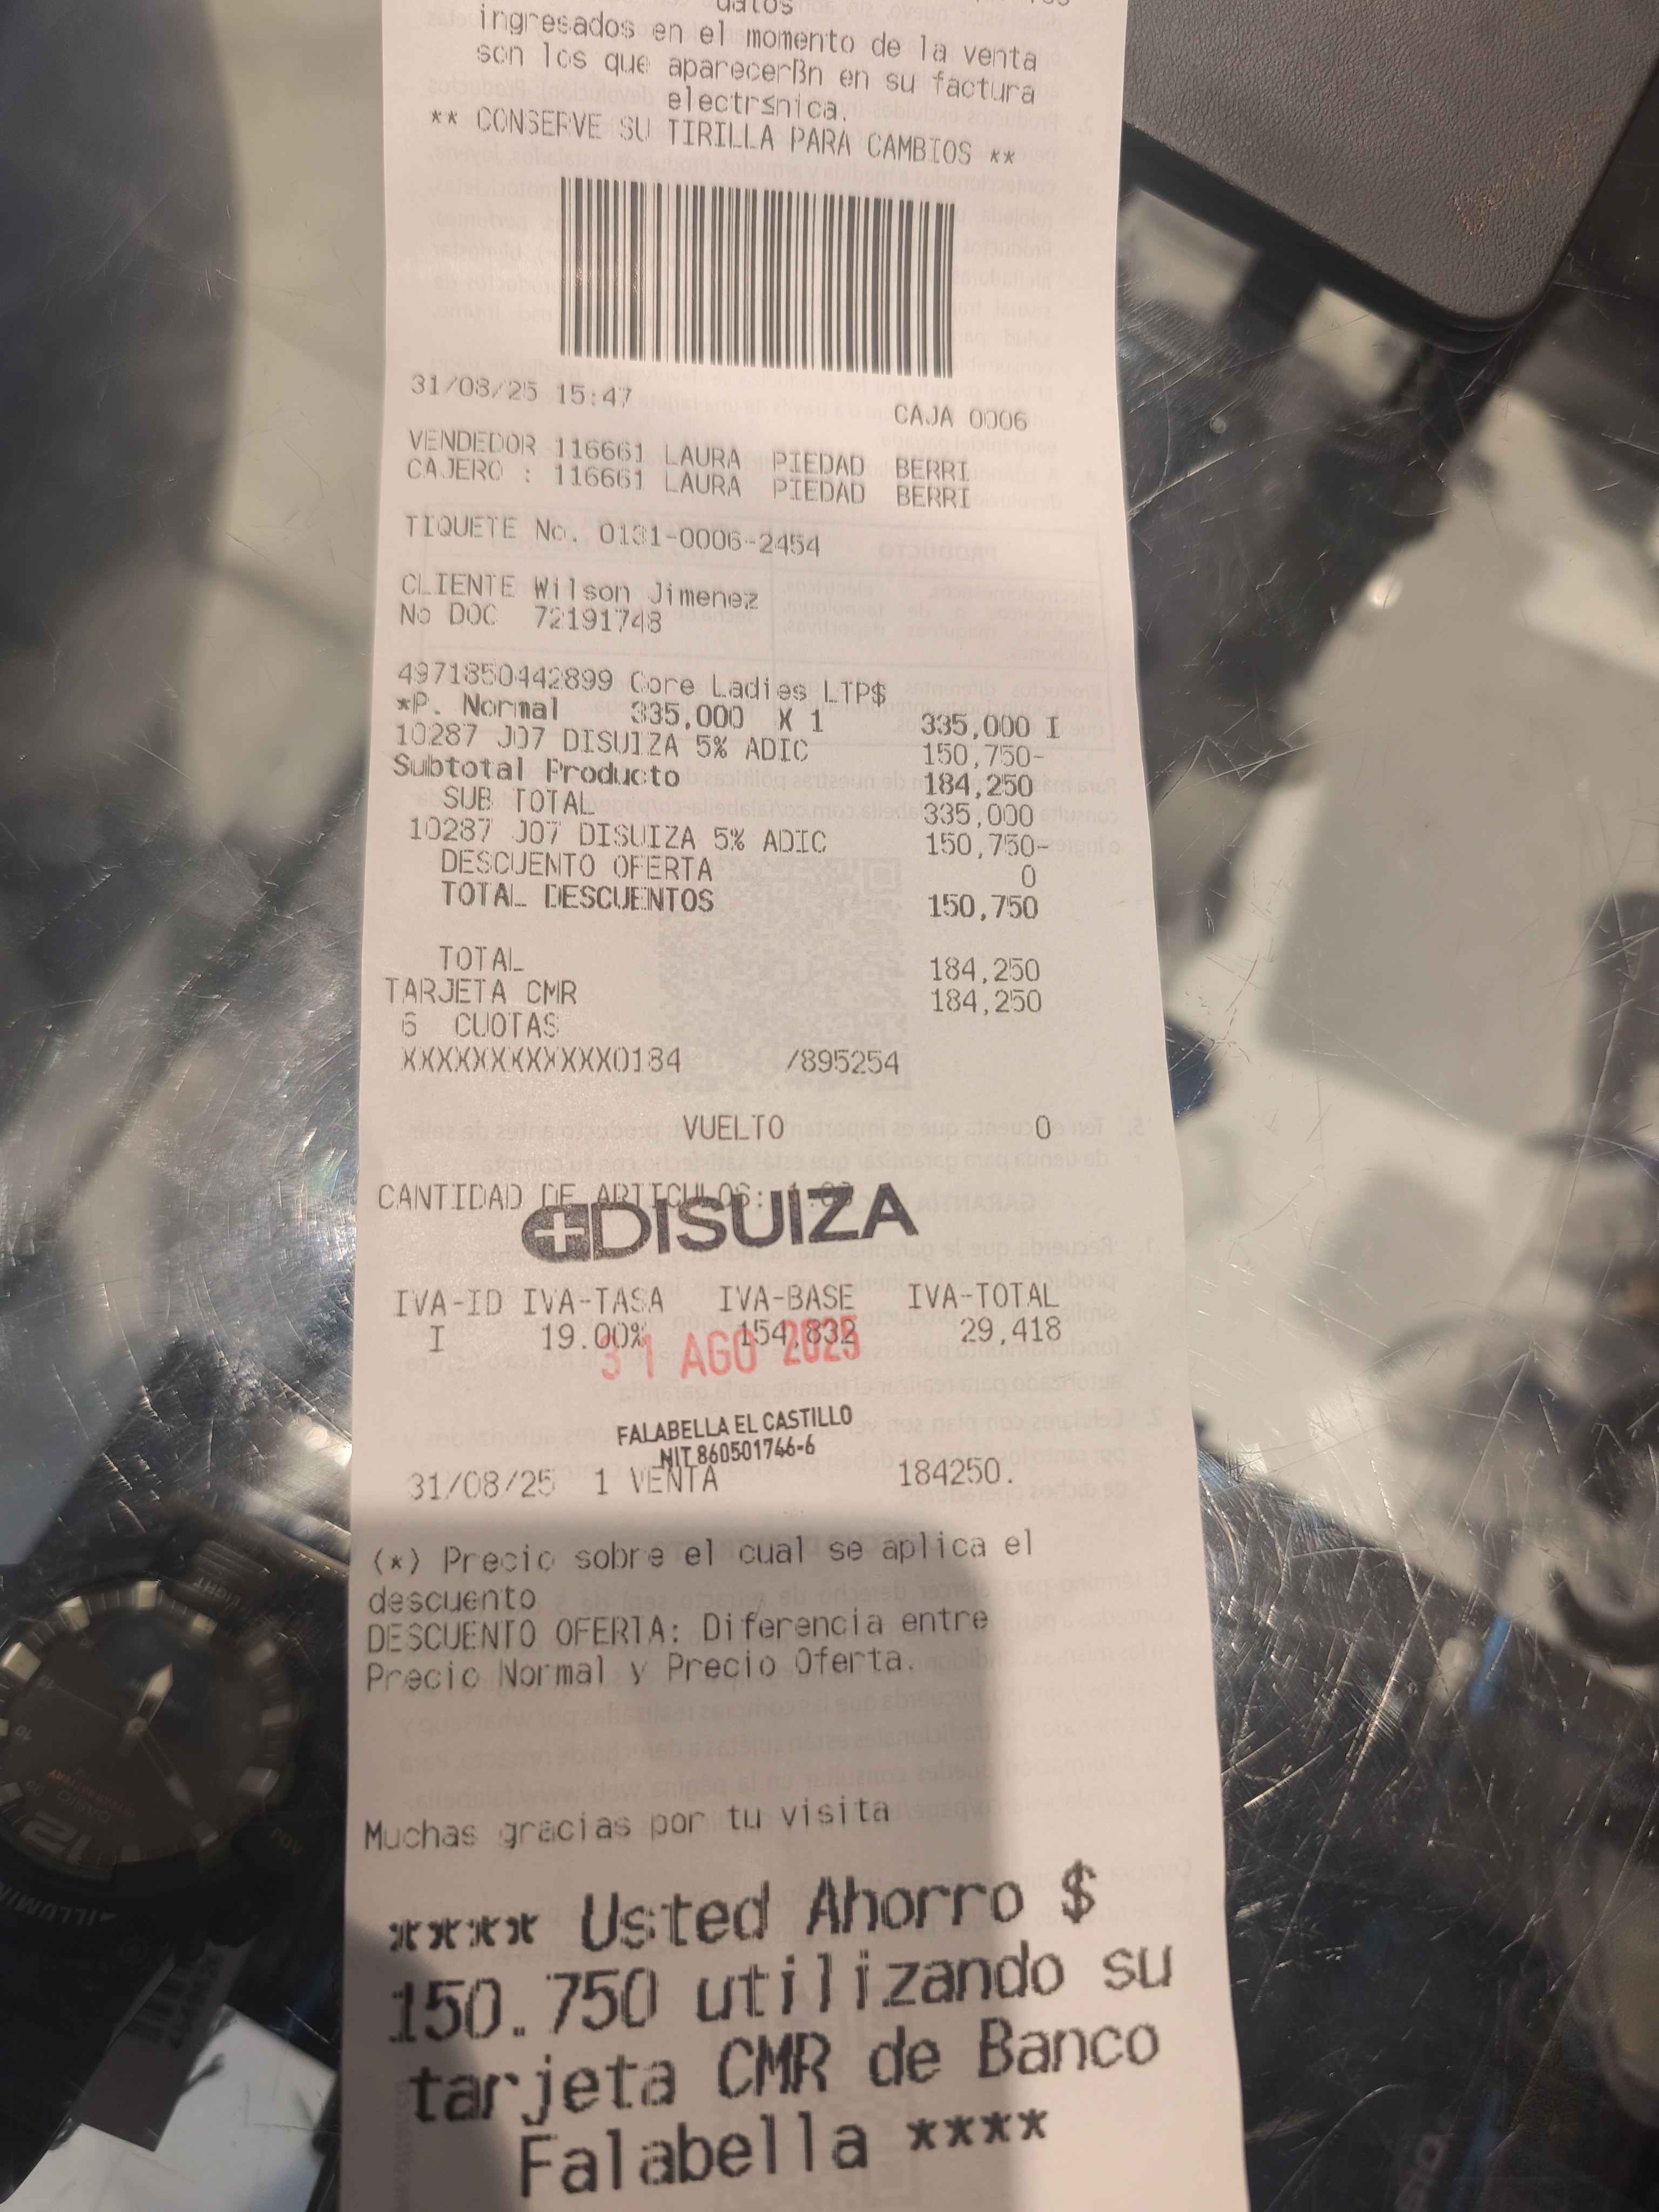 datos
ingresados en el momento de la venta
son los que aparecerßn en su factura
electr≤nica.
** CONSERVE SU TIRILLA PARA CAMBIOS **
31/08/25 15:47
CAJA 0006
VENDEDOR 116661 LAURA PIEDAD BERRI
CAJERO : 116661 LAURA PIEDAD BERRI
TIQUETE No. 0131-0006-2454
CLIENTE Wilson Jimenez
No DOC 72191748
4971850442899 Core Ladies LTP$
*P. Normal 335,000 X 1 335,000 I
10287 J07 DISUIZA 5% ADIC 150,750-
Subtotal Producto 184,250
SUB TOTAL 335,000
10287 J07 DISUIZA 5% ADIC 150,750-
DESCUENTO OFERTA 0
TOTAL DESCUENTOS 150,750
TOTAL 184,250
TARJETA CMR 184,250
6 CUOTAS
XXXXXXXXXXXX0184 /895254
VUELTO 0
CANTIDAD DE ARTICULOS:
DISUIZA
IVA-ID IVA-TASA IVA-BASE IVA-TOTAL
I 19.00% 154,832 29,418
31 AGO 2025
FALABELLA EL CASTILLO
NIT 860501746-6
31/08/25 1 VENTA 184250.
(*) Precio sobre el cual se aplica el
descuento
DESCUENTO OFERTA: Diferencia entre
Precio Normal y Precio Oferta.
Muchas gracias por tu visita
**** Usted Ahorro $
150.750 utilizando su
tarjeta CMR de Banco
Falabella ****